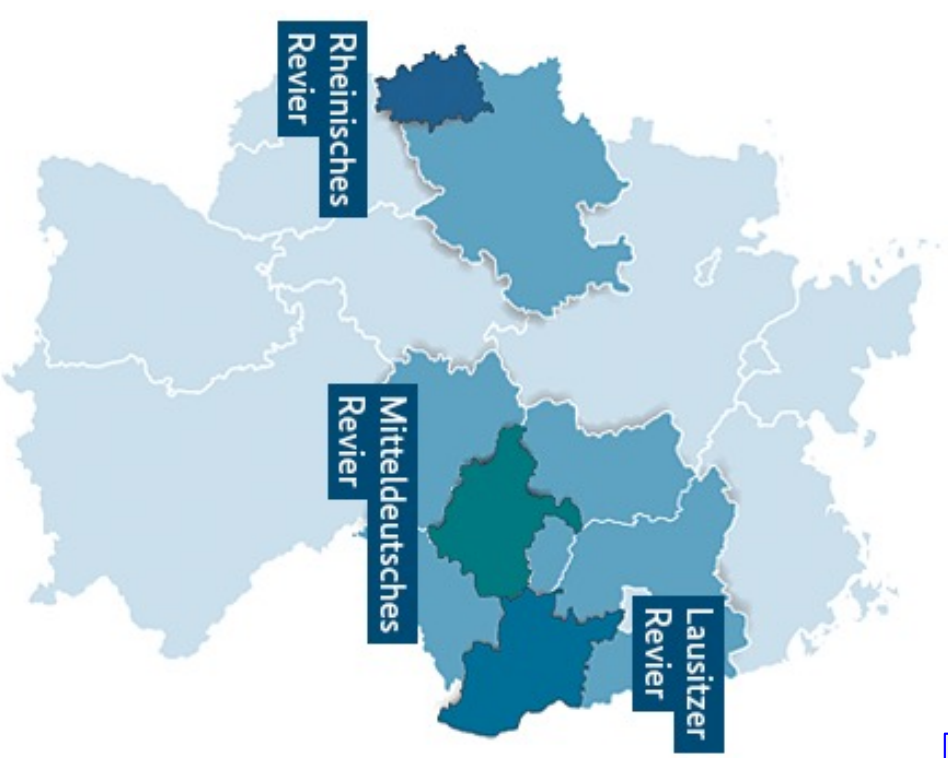 Rheinisches
Revier
Mitteldeutsches
Revier
Lausitzer
Revier